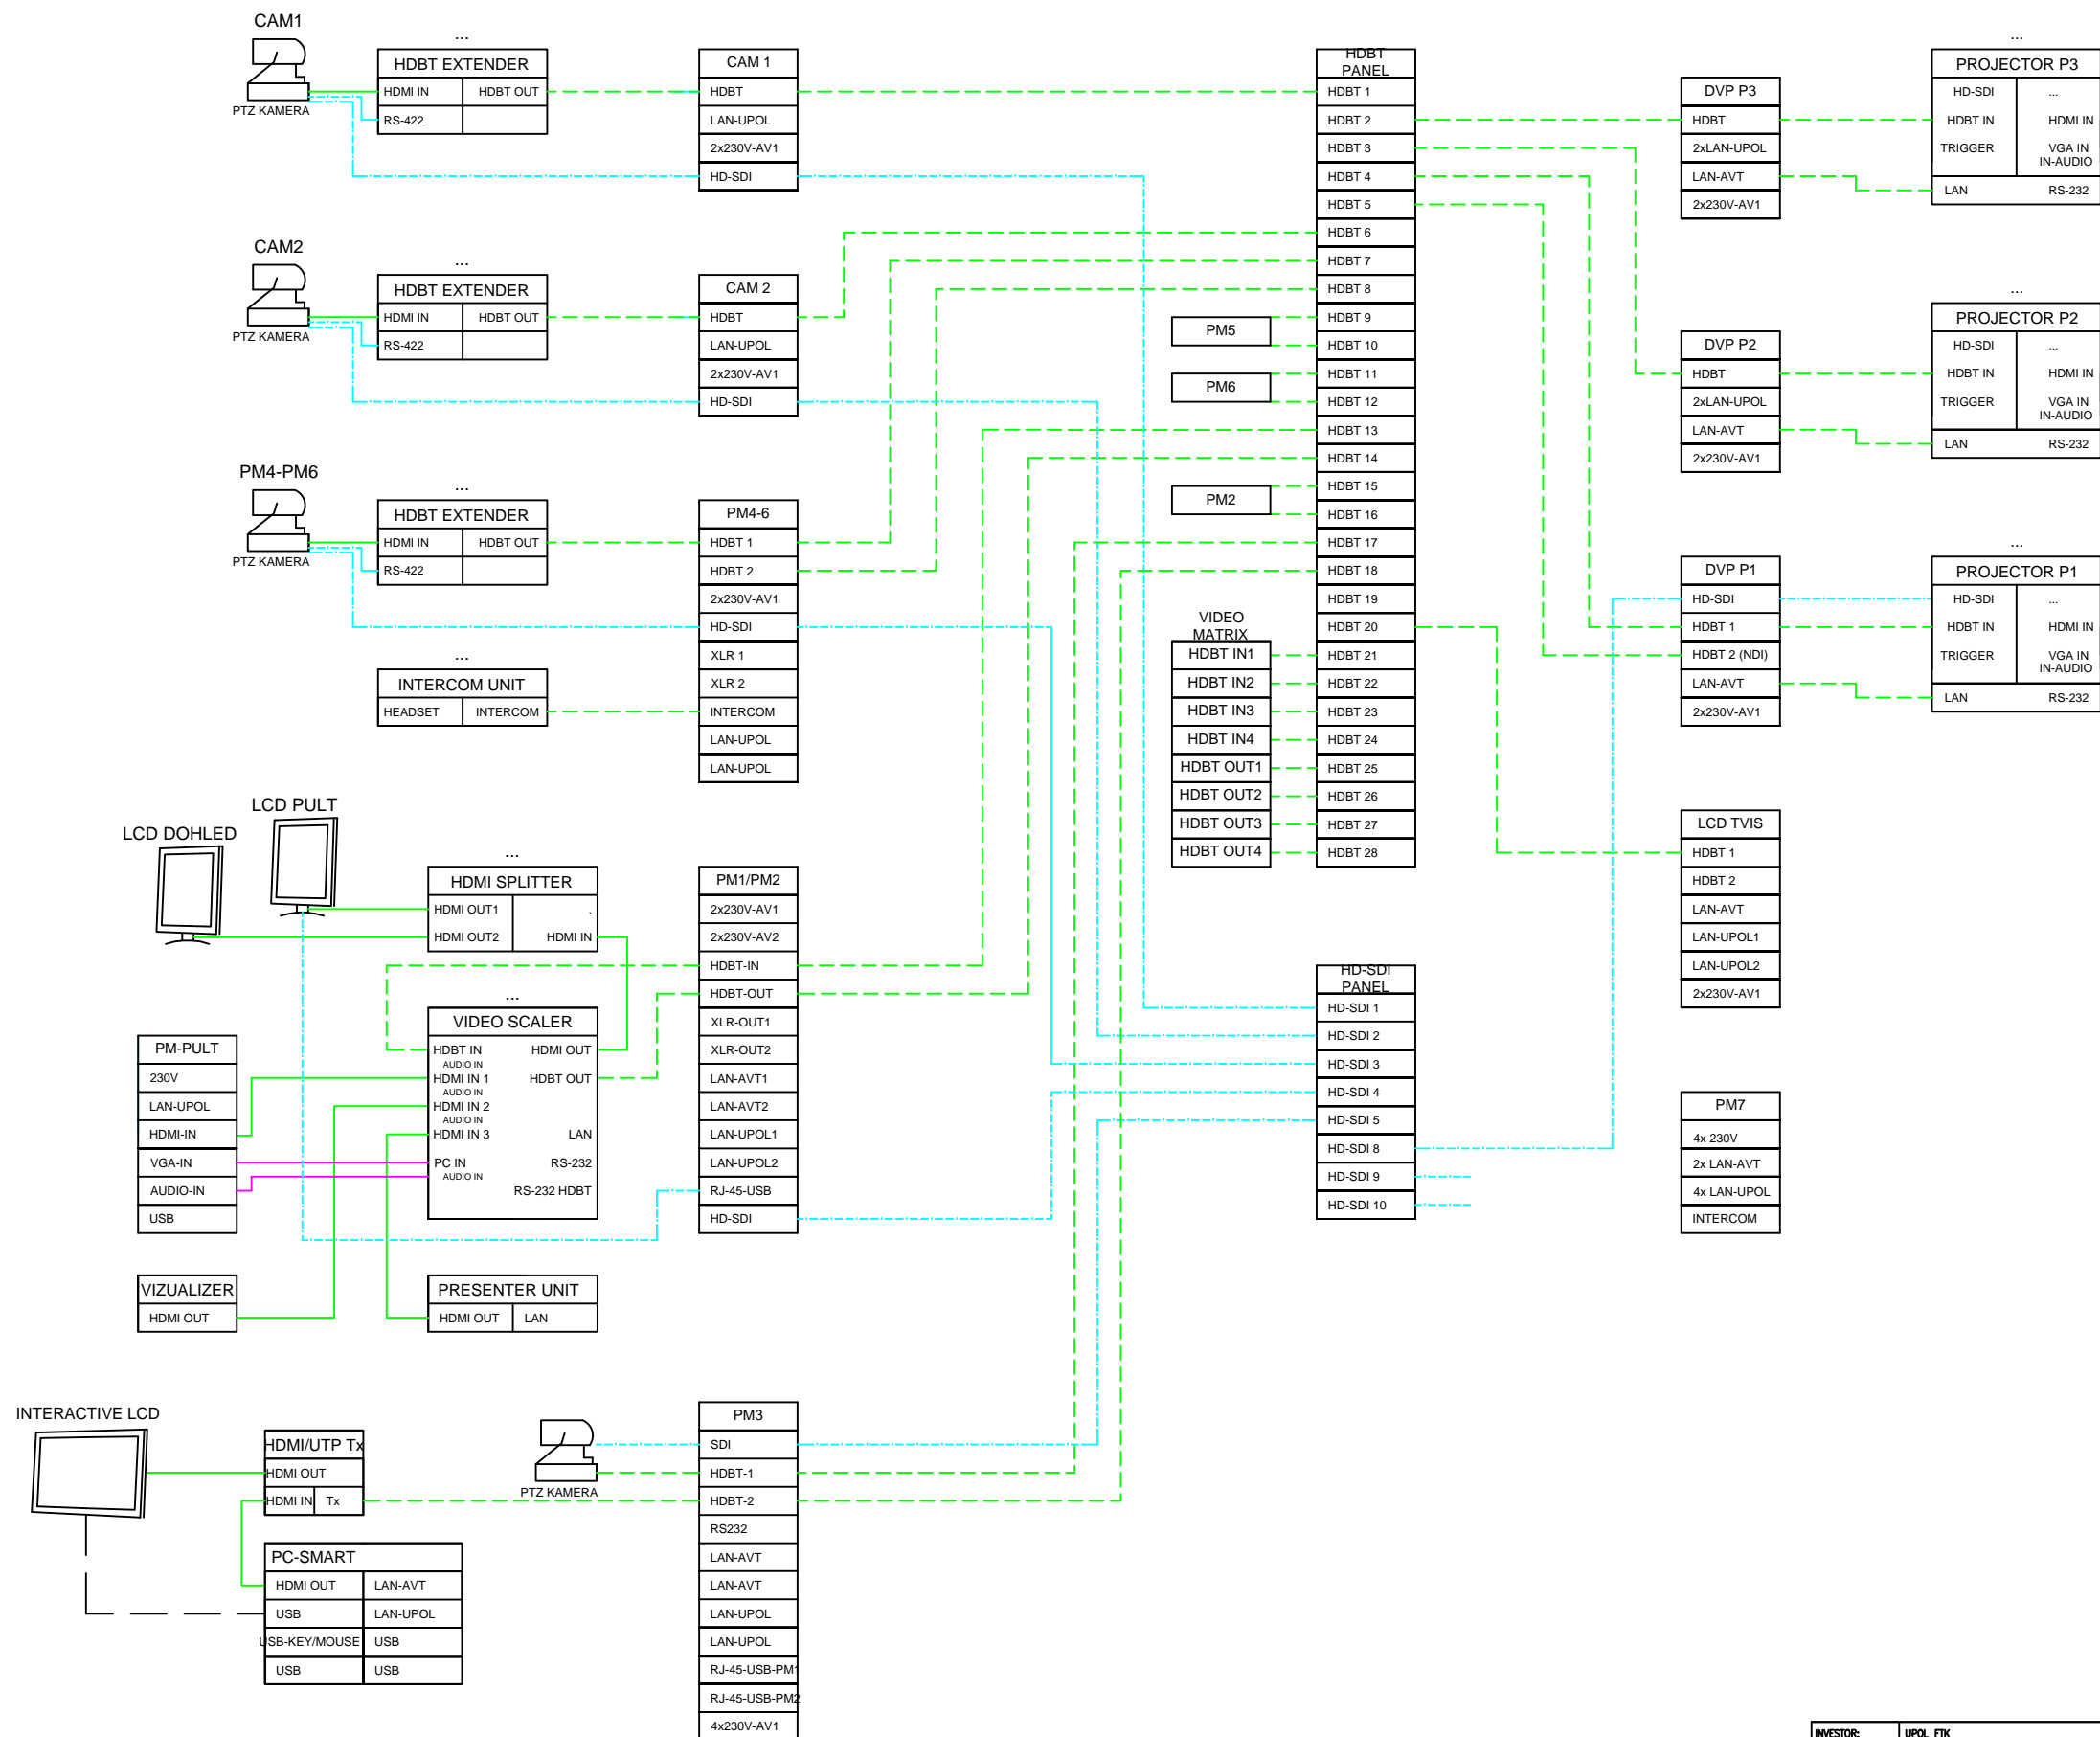 CAM1
PTZ KAMERA
...
HDBT EXTENDER
HDMI IN HDBT OUT
RS-422
CAM 1
HDBT
LAN-UPOL
2x230V-AV1
HD-SDI
CAM2
PTZ KAMERA
...
HDBT EXTENDER
HDMI IN HDBT OUT
RS-422
CAM 2
HDBT
LAN-UPOL
2x230V-AV1
HD-SDI
PM4-PM6
PTZ KAMERA
...
HDBT EXTENDER
HDMI IN HDBT OUT
RS-422
...
INTERCOM UNIT
HEADSET INTERCOM
PM4-6
HDBT 1
HDBT 2
2x230V-AV1
HD-SDI
XLR 1
XLR 2
INTERCOM
LAN-UPOL
LAN-UPOL
LCD PULT
LCD DOHLED
...
HDMI SPLITTER
HDMI OUT1 .
HDMI OUT2 HDMI IN
...
VIDEO SCALER
HDBT IN HDMI OUT
AUDIO IN
HDMI IN 1 HDBT OUT
AUDIO IN
HDMI IN 2
AUDIO IN
HDMI IN 3 LAN
PC IN RS-232
AUDIO IN
RS-232 HDBT
PM-PULT
230V
LAN-UPOL
HDMI-IN
VGA-IN
AUDIO-IN
USB
VIZUALIZER
HDMI OUT
PRESENTER UNIT
HDMI OUT LAN
PM1/PM2
2x230V-AV1
2x230V-AV2
HDBT-IN
HDBT-OUT
XLR-OUT1
XLR-OUT2
LAN-AVT1
LAN-AVT2
LAN-UPOL1
LAN-UPOL2
RJ-45-USB
HD-SDI
INTERACTIVE LCD
HDMI/UTP Tx
HDMI OUT
HDMI IN Tx
PTZ KAMERA
PC-SMART
HDMI OUT LAN-AVT
USB LAN-UPOL
USB-KEY/MOUSE USB
USB USB
PM3
SDI
HDBT-1
HDBT-2
RS232
LAN-AVT
LAN-AVT
LAN-UPOL
LAN-UPOL
RJ-45-USB-PM1
RJ-45-USB-PM2
4x230V-AV1
HDBT
PANEL
HDBT 1
HDBT 2
HDBT 3
HDBT 4
HDBT 5
HDBT 6
HDBT 7
HDBT 8
HDBT 9
HDBT 10
HDBT 11
HDBT 12
HDBT 13
HDBT 14
HDBT 15
HDBT 16
HDBT 17
HDBT 18
HDBT 19
HDBT 20
HDBT 21
HDBT 22
HDBT 23
HDBT 24
HDBT 25
HDBT 26
HDBT 27
HDBT 28
PM5
PM6
PM2
VIDEO
MATRIX
HDBT IN1
HDBT IN2
HDBT IN3
HDBT IN4
HDBT OUT1
HDBT OUT2
HDBT OUT3
HDBT OUT4
HD-SDI
PANEL
HD-SDI 1
HD-SDI 2
HD-SDI 3
HD-SDI 4
HD-SDI 5
HD-SDI 8
HD-SDI 9
HD-SDI 10
DVP P3
HDBT
2xLAN-UPOL
LAN-AVT
2x230V-AV1
...
PROJECTOR P3
HD-SDI ...
HDBT IN HDMI IN
TRIGGER VGA IN
IN-AUDIO
LAN RS-232
DVP P2
HDBT
2xLAN-UPOL
LAN-AVT
2x230V-AV1
...
PROJECTOR P2
HD-SDI ...
HDBT IN HDMI IN
TRIGGER VGA IN
IN-AUDIO
LAN RS-232
DVP P1
HD-SDI
HDBT 1
HDBT 2 (NDI)
LAN-AVT
2x230V-AV1
...
PROJECTOR P1
HD-SDI ...
HDBT IN HDMI IN
TRIGGER VGA IN
IN-AUDIO
LAN RS-232
LCD TVIS
HDBT 1
HDBT 2
LAN-AVT
LAN-UPOL1
LAN-UPOL2
2x230V-AV1
PM7
4x 230V
2x LAN-AVT
4x LAN-UPOL
INTERCOM
INVESTOR: UPOL FTK